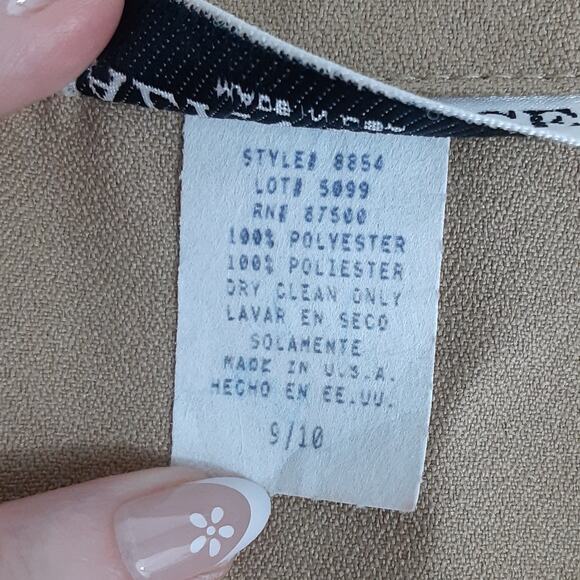 STYLE# 8854
LOT# 5099
RN# 87500
100% POLYESTER
100% POLIESTER
DRY CLEAN ONLY
LAVAR EN SECO
SOLAMENTE
MADE IN U.S.A.
HECHO EN EE.UU.
9/10